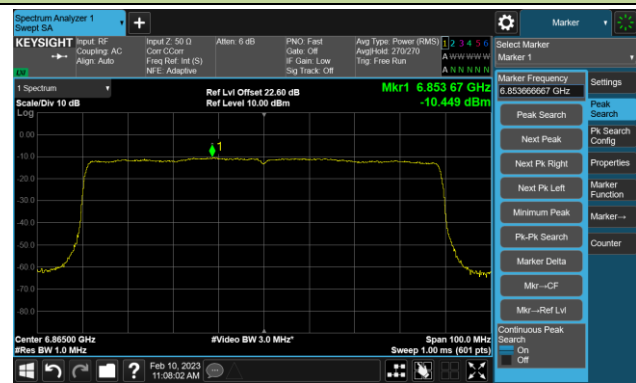 Spectrum Analyzer 1
Swept SA
+
Marker
KEYSIGHT
Input: RF
Coupling: AC
Align: Auto
Input Z: 50 Ω
Corr CCorr
Freq Ref: Int (S)
NFE: Adaptive
Atten: 6 dB
PNO: Fast
Gate: Off
IF Gain: Low
Sig Track: Off
Avg Type: Power (RMS)
Avg|Hold: 270/270
Trig: Free Run
1 2 3 4 5 6
A W W W W W
A N N N N N
Select Marker
Marker 1
1 Spectrum
Scale/Div 10 dB
Log
Ref Lvl Offset 22.60 dB
Ref Level 10.00 dBm
Mkr1 6.853 67 GHz
-10.449 dBm
1
0.00
-10.0
-20.0
-30.0
-40.0
-50.0
-60.0
-70.0
-80.0
Center 6.86500 GHz
#Res BW 1.0 MHz
#Video BW 3.0 MHz*
Span 100.0 MHz
Sweep 1.00 ms (601 pts)
Marker Frequency
6.853666667 GHz
Peak Search
Next Peak
Next Pk Right
Next Pk Left
Minimum Peak
Pk-Pk Search
Marker Delta
Mkr→CF
Mkr→Ref Lvl
Continuous Peak
Search
On
Off
Settings
Peak
Search
Pk Search
Config
Properties
Marker
Function
Marker→
Counter
?
Feb 10, 2023
11:08:02 AM